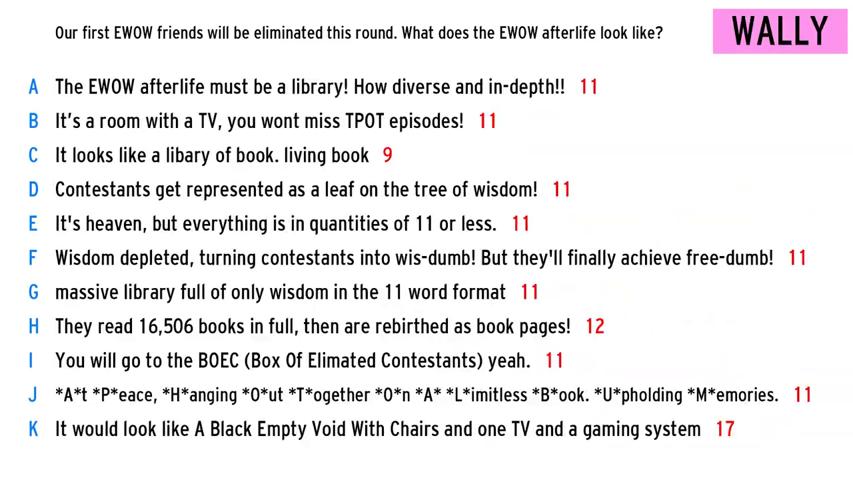 Our first EWOW friends will be eliminated this round. What does the EWOW afterlife look like?
WALLY
A The EWOW afterlife must be a library! How diverse and in-depth!! 11
B It's a room with a TV, you wont miss TPOT episodes! 11
C It looks like a libary of book. living book 9
D Contestants get represented as a leaf on the tree of wisdom! 11
E It's heaven, but everything is in quantities of 11 or less. 11
F Wisdom depleted, turning contestants into wis-dumb! But they'll finally achieve free-dumb! 11
G massive library full of only wisdom in the 11 word format 11
H They read 16,506 books in full, then are rebirthed as book pages! 12
I You will go to the BOEC (Box Of Elimated Contestants) yeah. 11
J *A*t *P*eace, *H*anging *O*ut *T*ogether *O*n *A* *L*imitless *B*ook. *U*pholding *M*emories. 11
K It would look like A Black Empty Void With Chairs and one TV and a gaming system 17